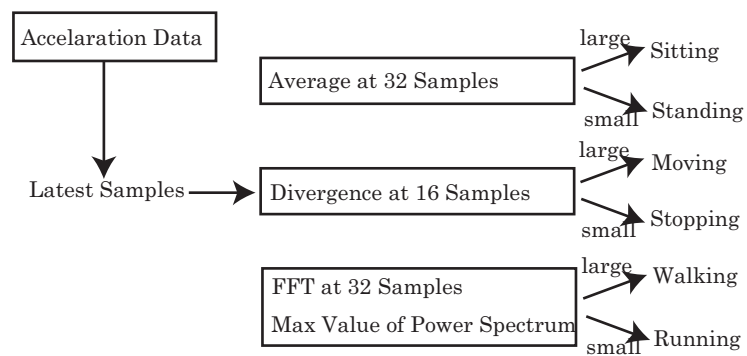 Accelaration Data
large
Sitting
Average at 32 Samples
small
Standing
large
Moving
Latest Samples
Divergence at 16 Samples
small
Stopping
large
Walking
FFT at 32 Samples
Max Value of Power Spectrum
small
Running